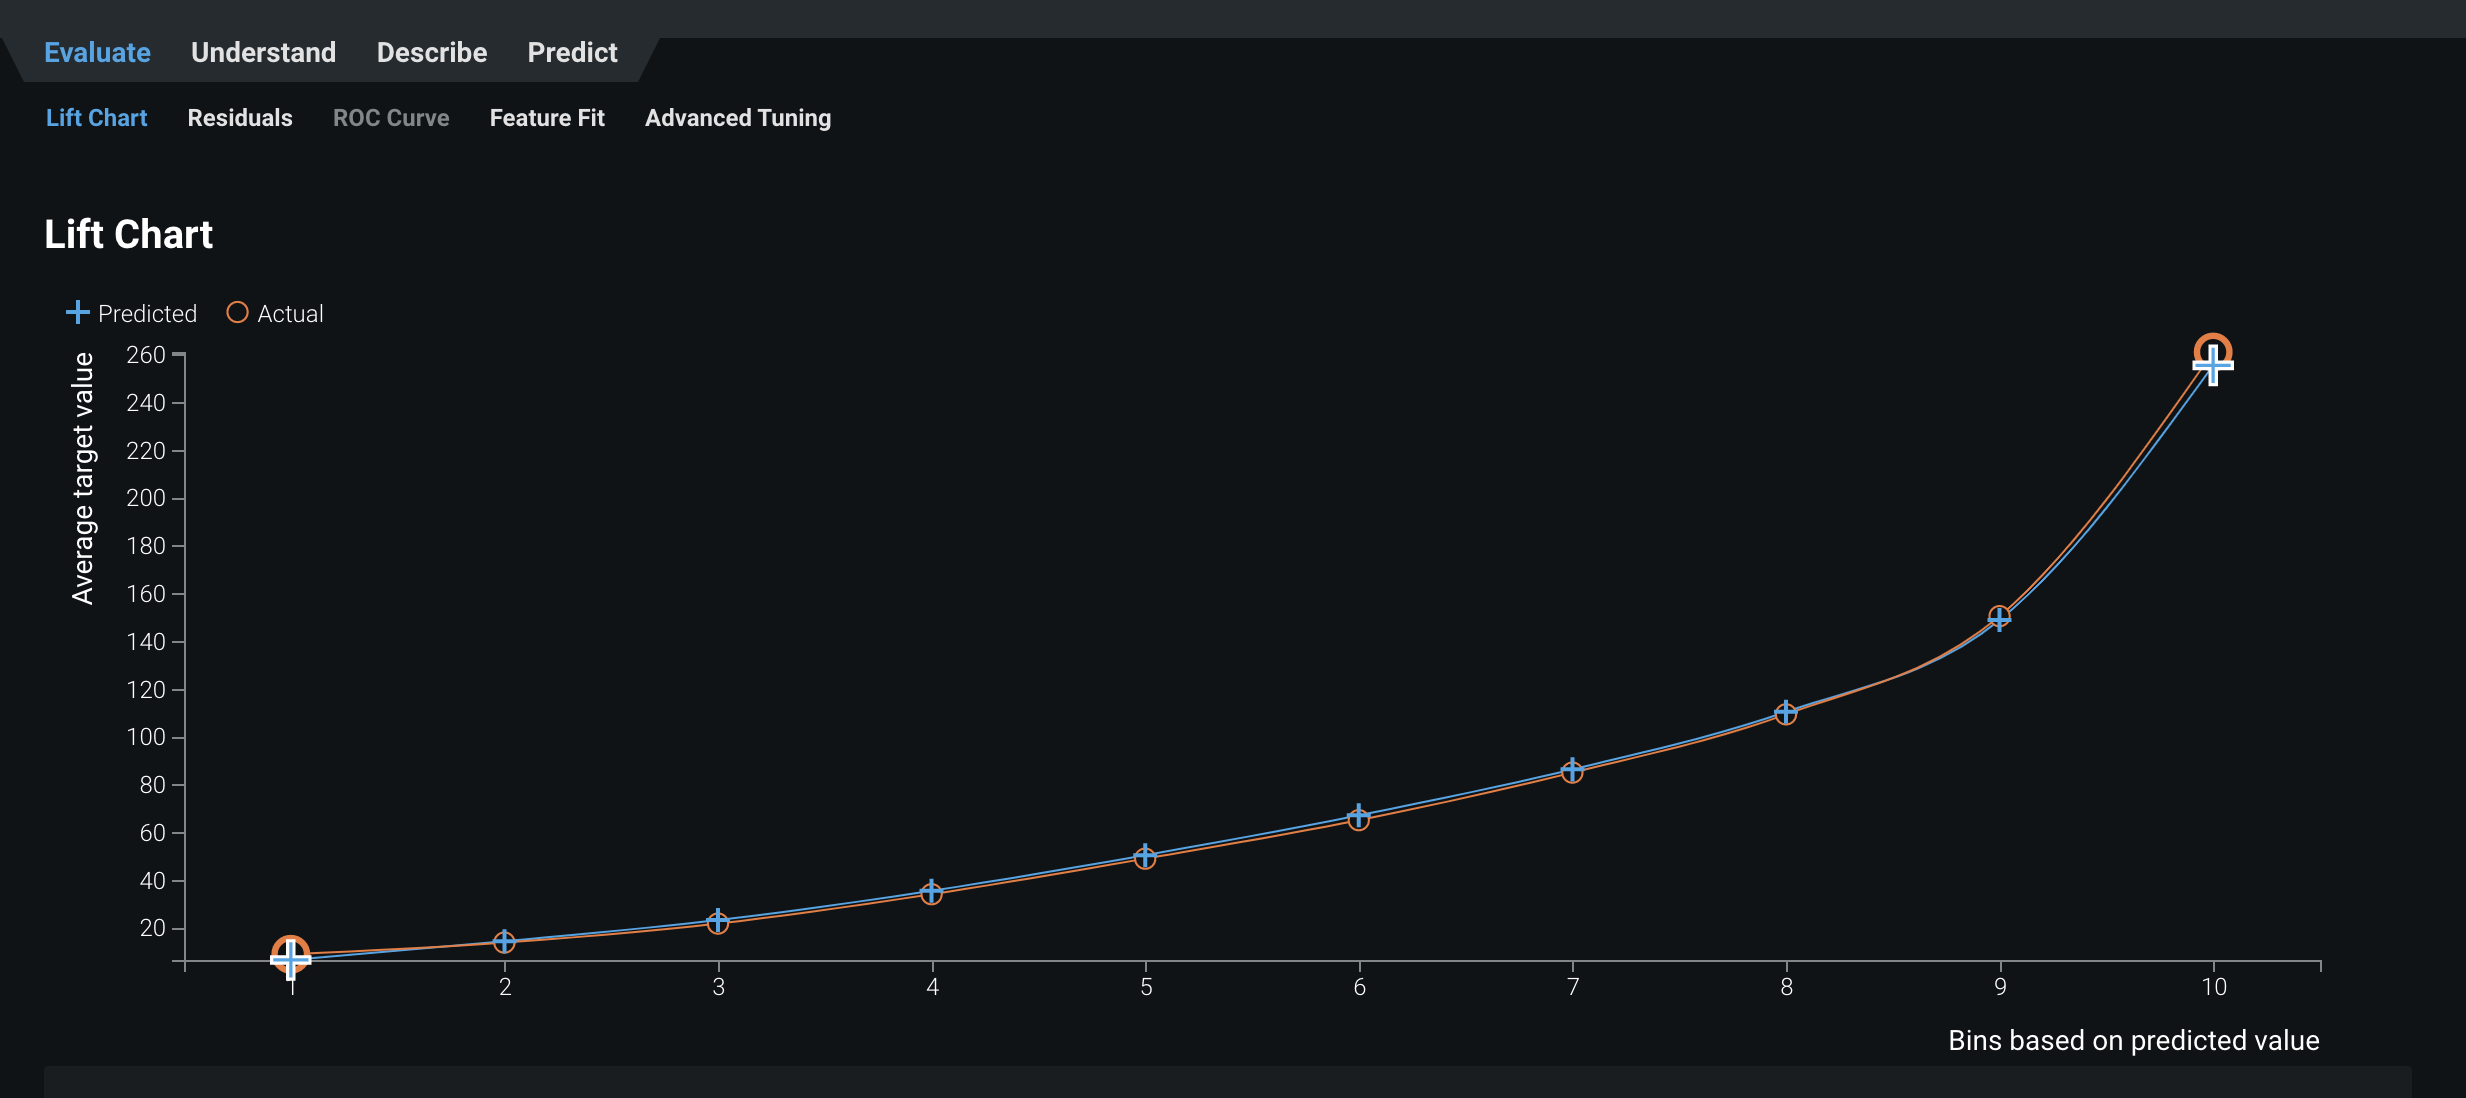 Evaluate Understand Describe Predict
Lift Chart Residuals ROC Curve Feature Fit Advanced Tuning
Lift Chart
Predicted Actual
Average target value
260
240
220
200
180
160
140
120
100
80
60
40
20
1 2 3 4 5 6 7 8 9 10
Bins based on predicted value